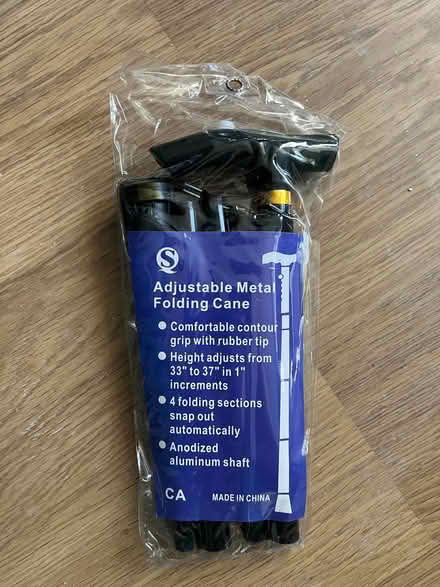 SQ
Adjustable Metal
Folding Cane
Comfortable contour
grip with rubber tip
Height adjusts from
33" to 37" in 1"
increments
4 folding sections
snap out
automatically
Anodized
aluminum shaft
CA
MADE IN CHINA